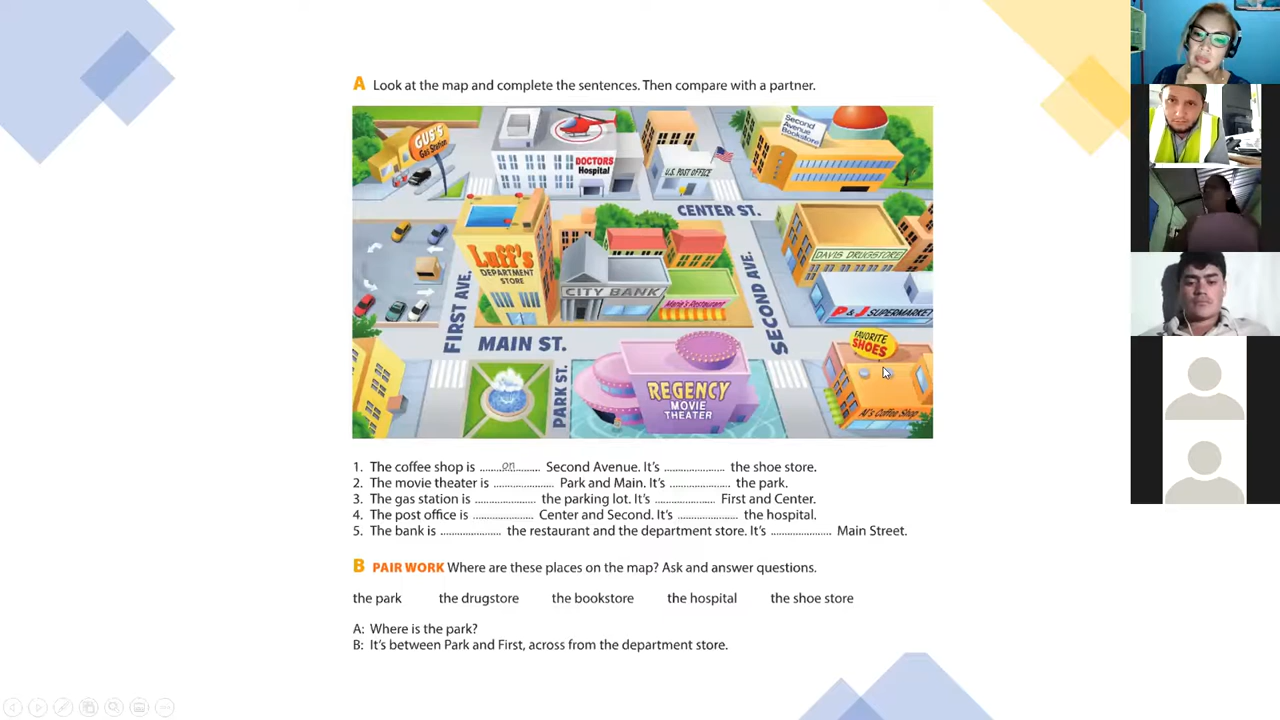 A Look at the map and complete the sentences. Then compare with a partner.
GUS'S
Gas Station
DOCTORS
Hospital
U.S. POST OFFICE
Second
Avenue
Bookstore
CENTER ST.
Luff's
DEPARTMENT
STORE
CITY BANK
Marie's Restaurant
DAVIS DRUGSTORE
P&J SUPERMARKET
FIRST AVE.
SECOND AVE.
MAIN ST.
PARK ST.
REGENCY
MOVIE
THEATER
FAVORITE
SHOES
Al's Coffee Shop
1. The coffee shop is ........on........ Second Avenue. It's ...................... the shoe store.
2. The movie theater is ...................... Park and Main. It's ...................... the park.
3. The gas station is ...................... the parking lot. It's ...................... First and Center.
4. The post office is ...................... Center and Second. It's ...................... the hospital.
5. The bank is ...................... the restaurant and the department store. It's ...................... Main Street.
B PAIR WORK Where are these places on the map? Ask and answer questions.
the park the drugstore the bookstore the hospital the shoe store
A: Where is the park?
B: It's between Park and First, across from the department store.